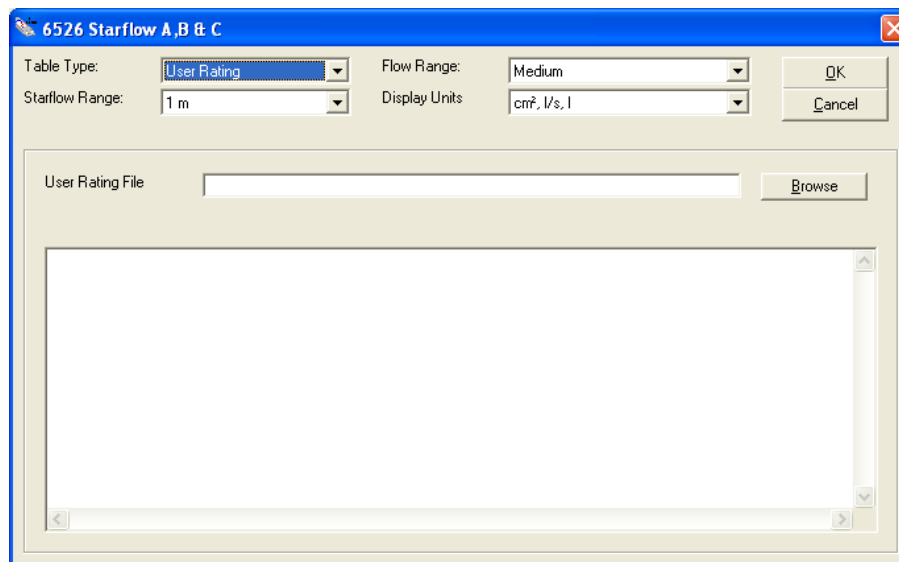 6526 Starflow A,B & C
Table Type: User Rating Flow Range: Medium OK
Starflow Range: 1 m Display Units cm², l/s, l Cancel
User Rating File Browse